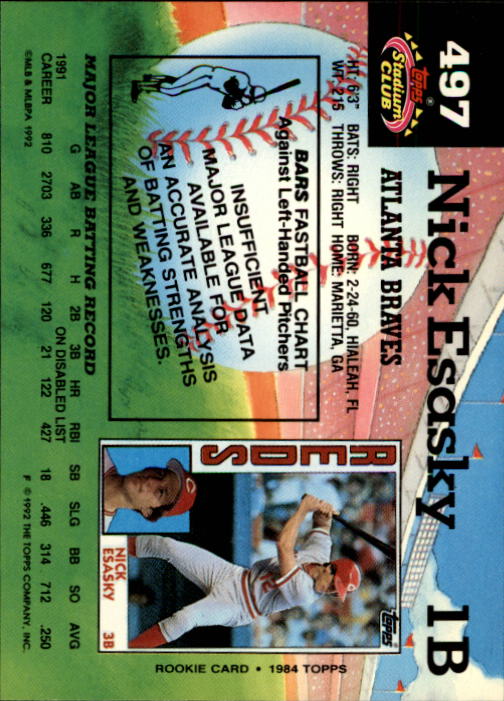 497
Topps®
Stadium
CLUB
Nick Esasky 1B
ATLANTA BRAVES
HT: 6'3" BATS: RIGHT BORN: 2-24-60, HIALEAH, FL
WT: 215 THROWS: RIGHT HOME: MARIETTA, GA
BARS FASTBALL CHART
Against Left-Handed Pitchers
INSUFFICIENT
MAJOR LEAGUE DATA
AVAILABLE FOR
AN ACCURATE ANALYSIS
OF BATTING STRENGTHS
AND WEAKNESSES.
REDS
Topps
NICK
ESASKY 3B
ROOKIE CARD • 1984 TOPPS
MAJOR LEAGUE BATTING RECORD
G AB R H 2B 3B HR RBI SB SLG BB SO AVG
1991 ON DISABLED LIST
CAREER 810 2703 336 677 120 21 122 427 18 .446 314 712 .250
©MLB & MLBPA 1992
F © 1992 THE TOPPS COMPANY, INC.